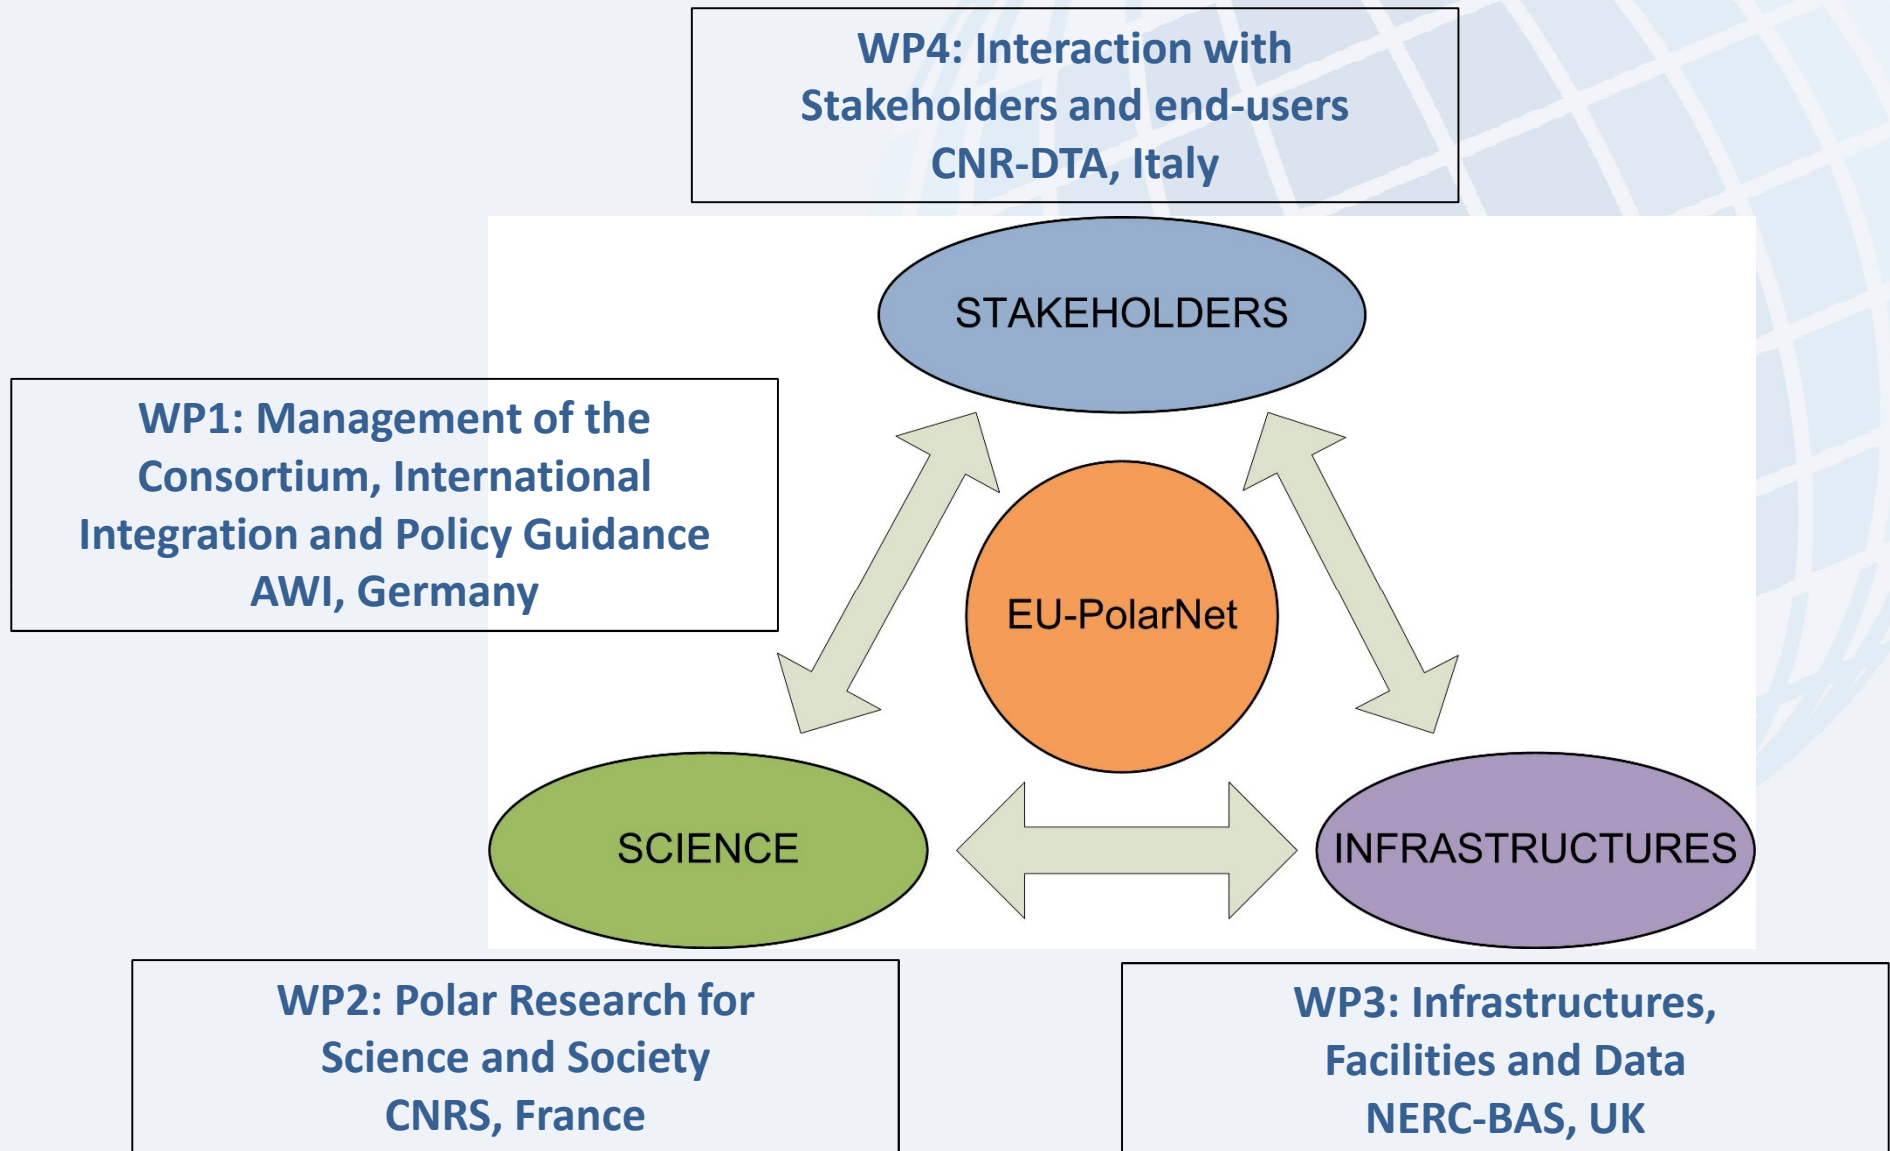 WP4: Interaction with
Stakeholders and end-users
CNR-DTA, Italy
STAKEHOLDERS
WP1: Management of the
Consortium, International
Integration and Policy Guidance
AWI, Germany
EU-PolarNet
SCIENCE
INFRASTRUCTURES
WP2: Polar Research for
Science and Society
CNRS, France
WP3: Infrastructures,
Facilities and Data
NERC-BAS, UK